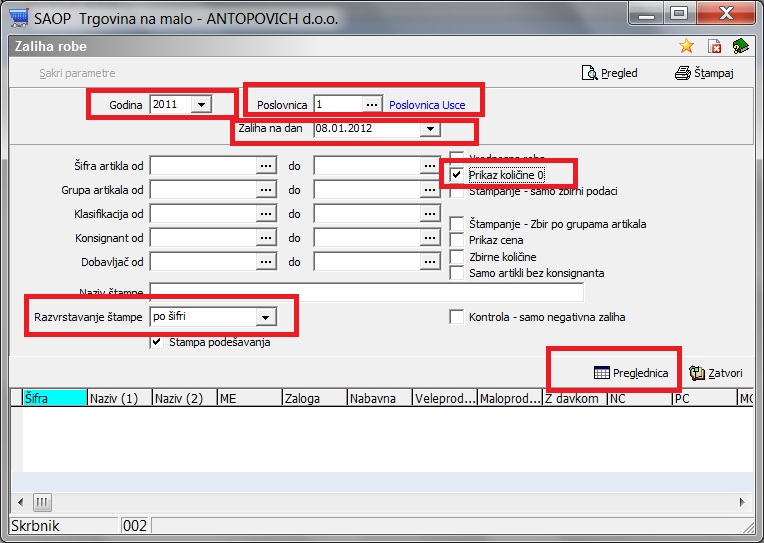 SAOP Trgovina na malo - ANTOPOVICH d.o.o.
Zaliha robe
Sakri parametre
Pregled
Štampaj
Godina 2011
Poslovnica 1 ... Poslovnica Usce
Zaliha na dan 08.01.2012
Šifra artikla od ... do ...
Prikaz količine 0
Grupa artikala od ... do ...
Štampanje - samo zbirni podaci
Klasifikacija od ... do ...
Štampanje - Zbir po grupama artikala
Konsignant od ... do ...
Prikaz cena
Dobavljač od ... do ...
Zbirne količine
Samo artikli bez konsignanta
Naziv štampe
Razvrstavanje štampe po šifri
Kontrola - samo negativna zaliha
Štampa podešavanja
Preglednica
Zatvori
Šifra Naziv (1) Naziv (2) ME Zaloga Nabavna Veleprod... Maloprod... Z davkom NC PC
Skrbnik 002